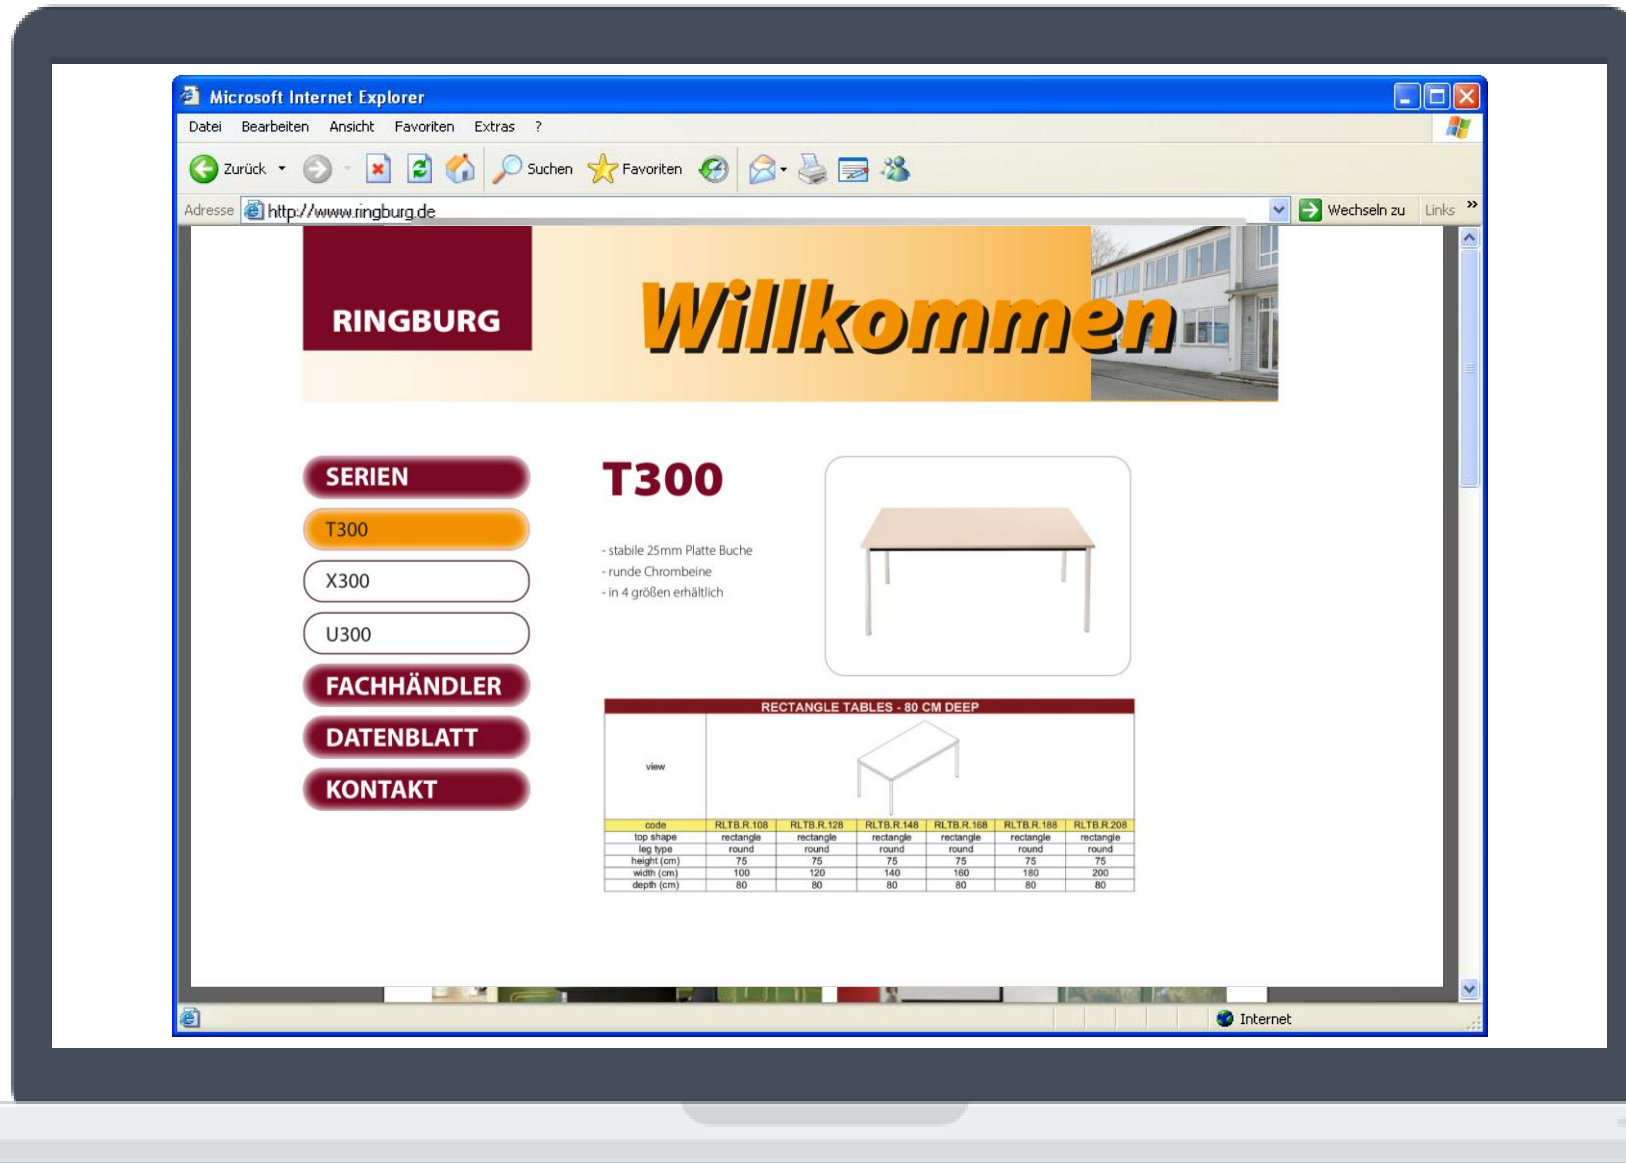 Microsoft Internet Explorer
Datei Bearbeiten Ansicht Favoriten Extras ?
Zurück Suchen Favoriten
Adresse http://www.ringburg.de Wechseln zu Links »
RINGBURG
Willkommen
SERIEN
T300
X300
U300
FACHHÄNDLER
DATENBLATT
KONTAKT
T300
- stabile 25mm Platte Buche
- runde Chrombeine
- in 4 größen erhältlich
RECTANGLE TABLES - 80 CM DEEP
view
code RLTB.R.108 RLTB.R.128 RLTB.R.148 RLTB.R.168 RLTB.R.188 RLTB.R.208
top shape rectangle rectangle rectangle rectangle rectangle rectangle
leg type round round round round round round
height (cm) 75 75 75 75 75 75
width (cm) 100 120 140 160 180 200
depth (cm) 80 80 80 80 80 80
Internet